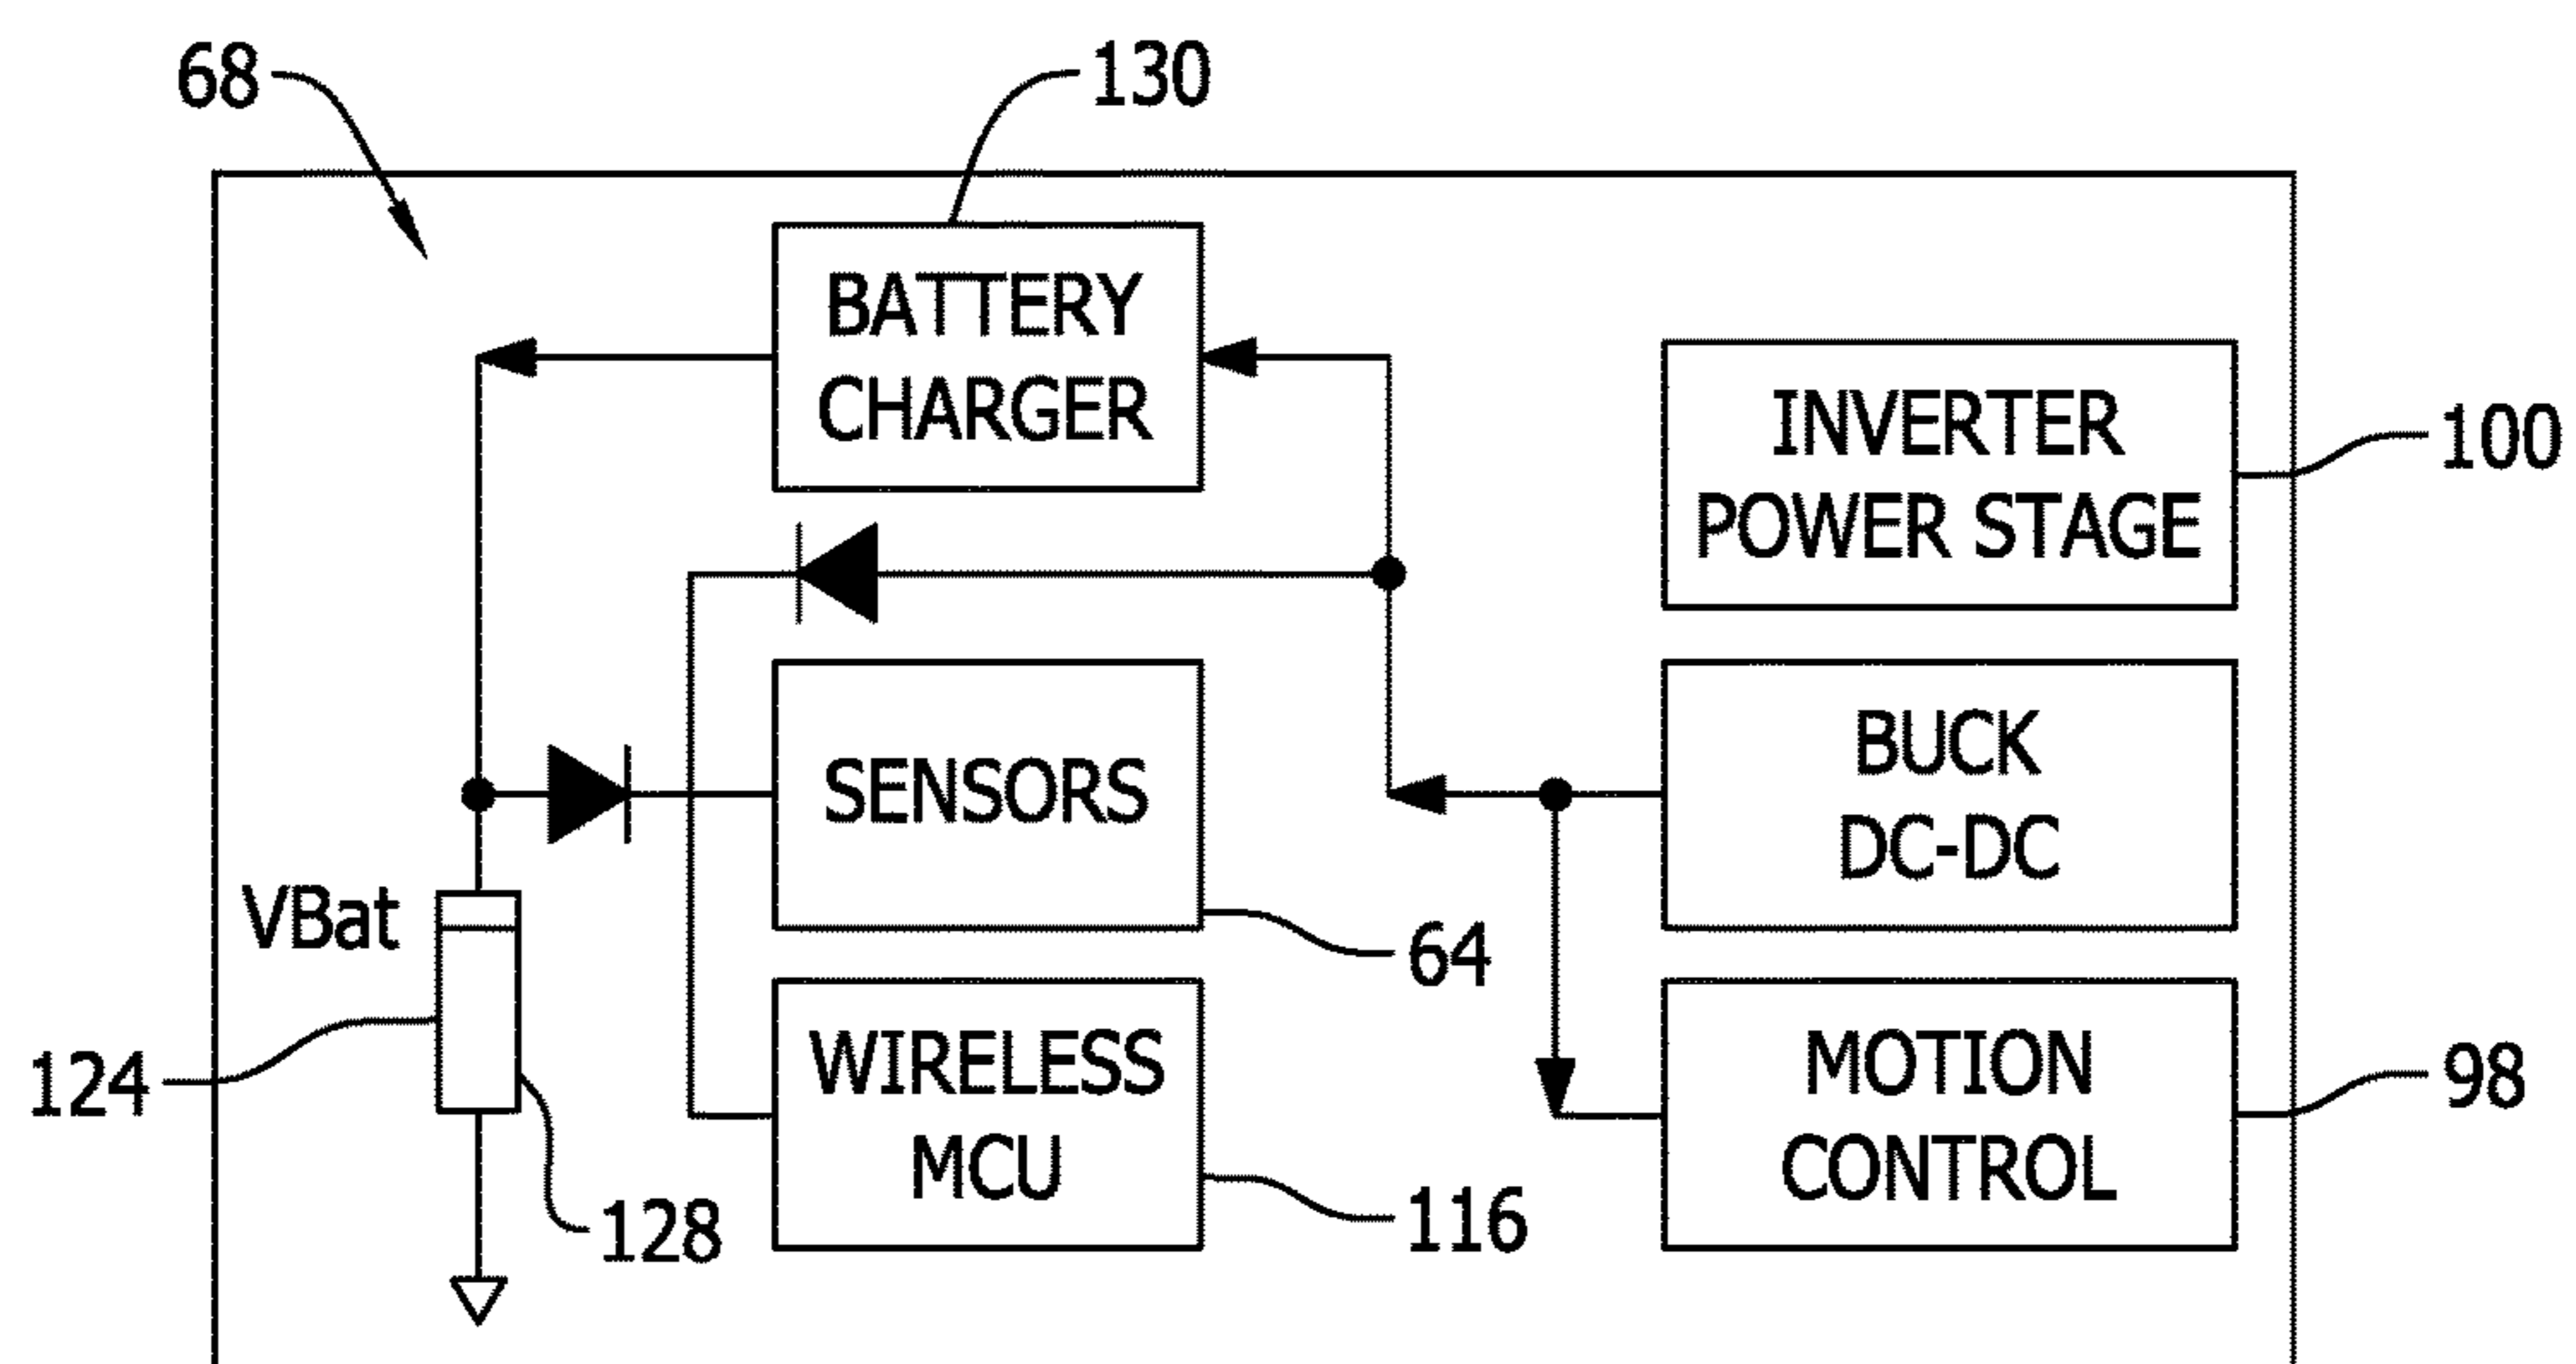 68
130
BATTERY
CHARGER
INVERTER
POWER STAGE
100
SENSORS
BUCK
DC-DC
VBat
64
124
WIRELESS
MCU
MOTION
CONTROL
98
128
116